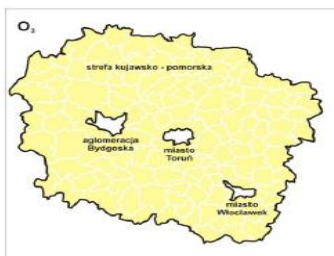 O₃
strefa kujawsko - pomorska
aglomeracja
Bydgoska
miasto
Toruń
miasto
Włocławek